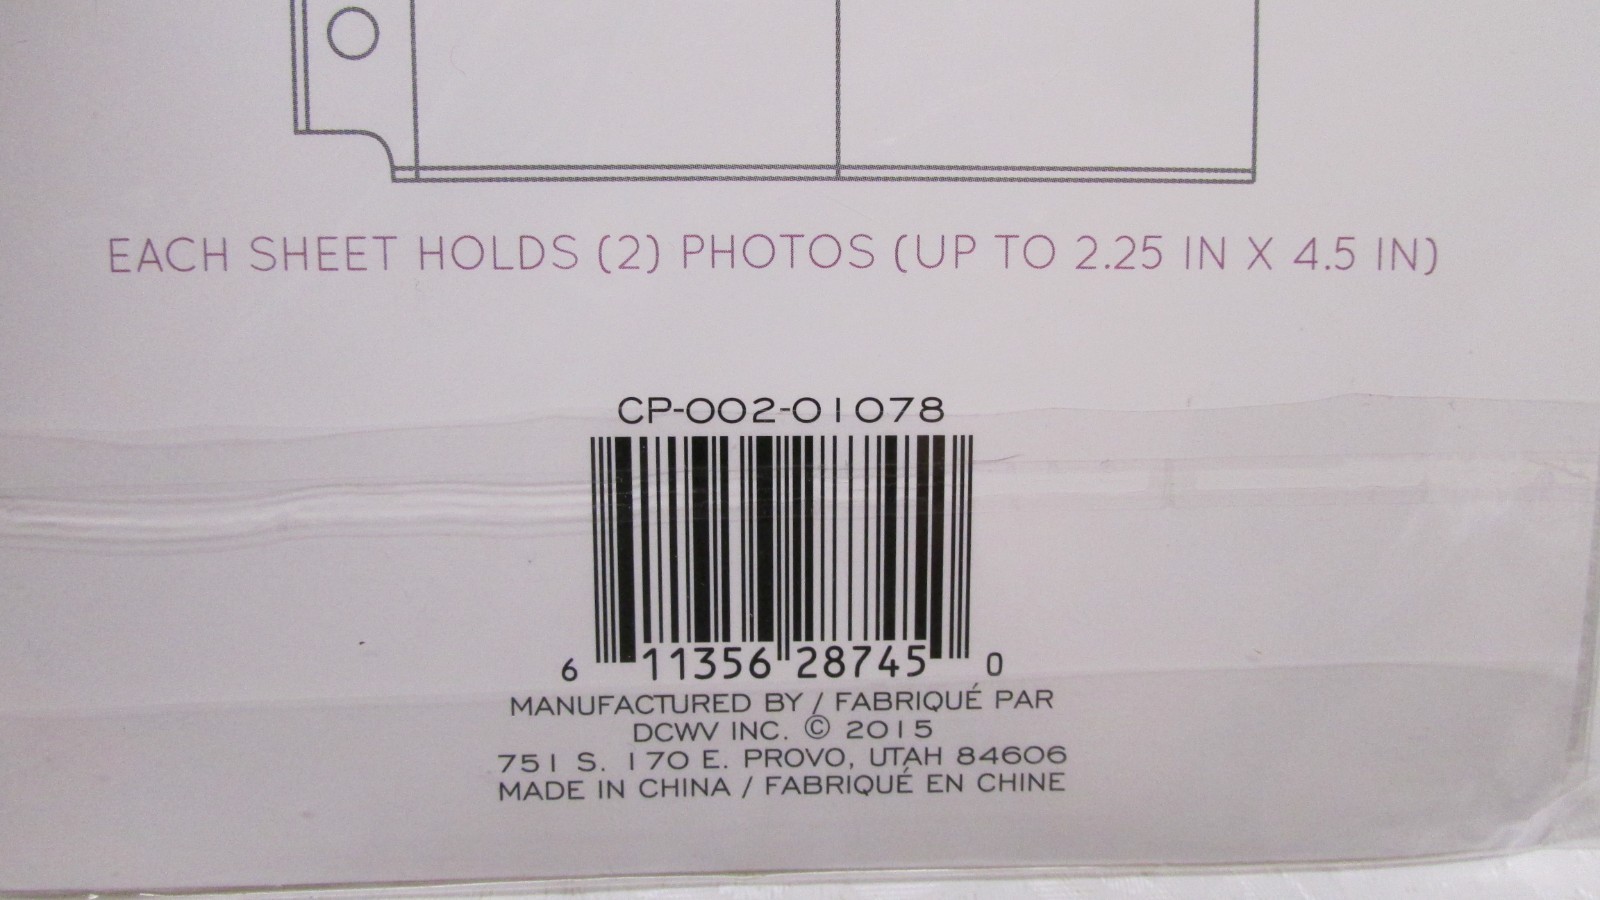 EACH SHEET HOLDS (2) PHOTOS (UP TO 2.25 IN X 4.5 IN)
CP-002-01078
6 11356 28745 0
MANUFACTURED BY / FABRIQUÉ PAR
DCWV INC. © 2015
751 S. 170 E. PROVO, UTAH 84606
MADE IN CHINA / FABRIQUÉ EN CHINE